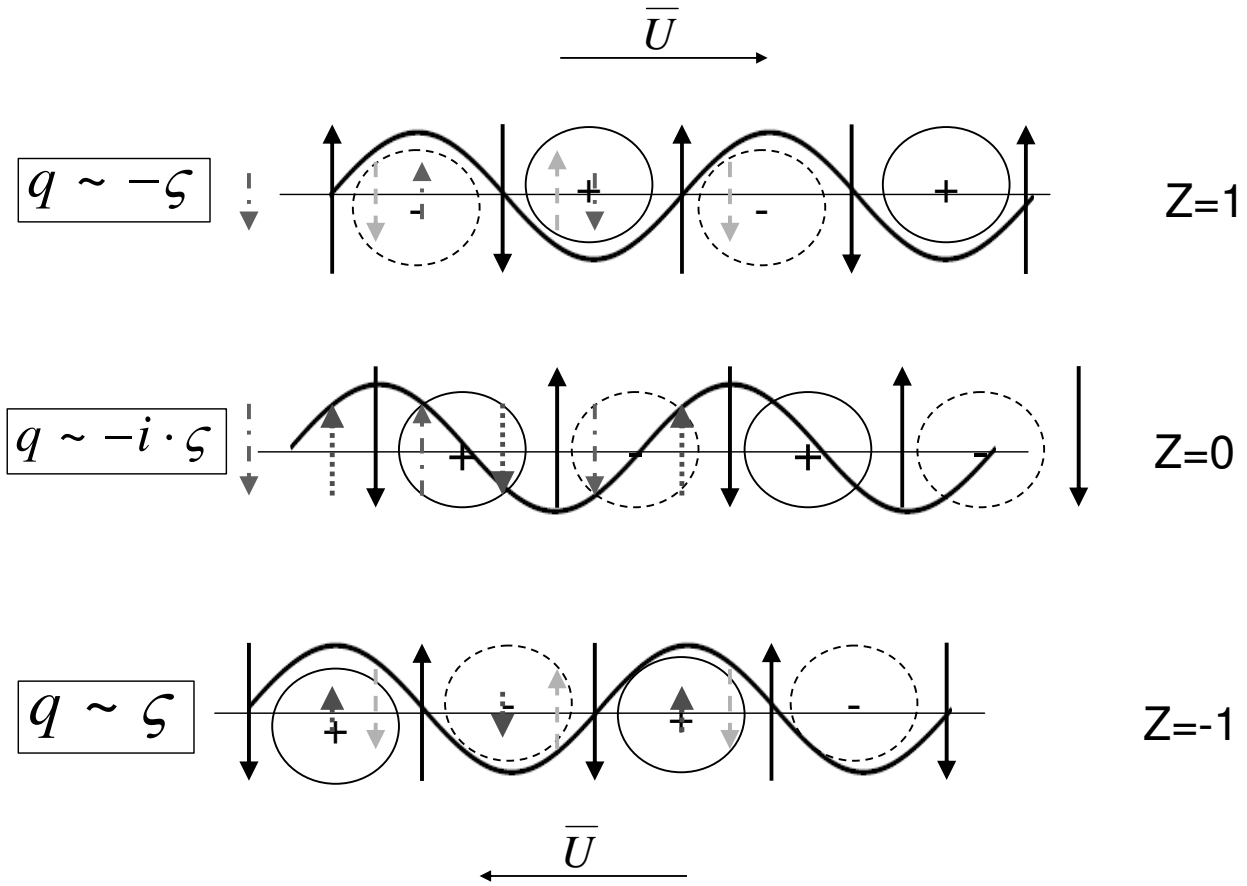 U̅
q ~ −ς
- + - + Z=1
q ~ −i · ς
+ - + - Z=0
q ~ ς
+ - + - Z=-1
U̅